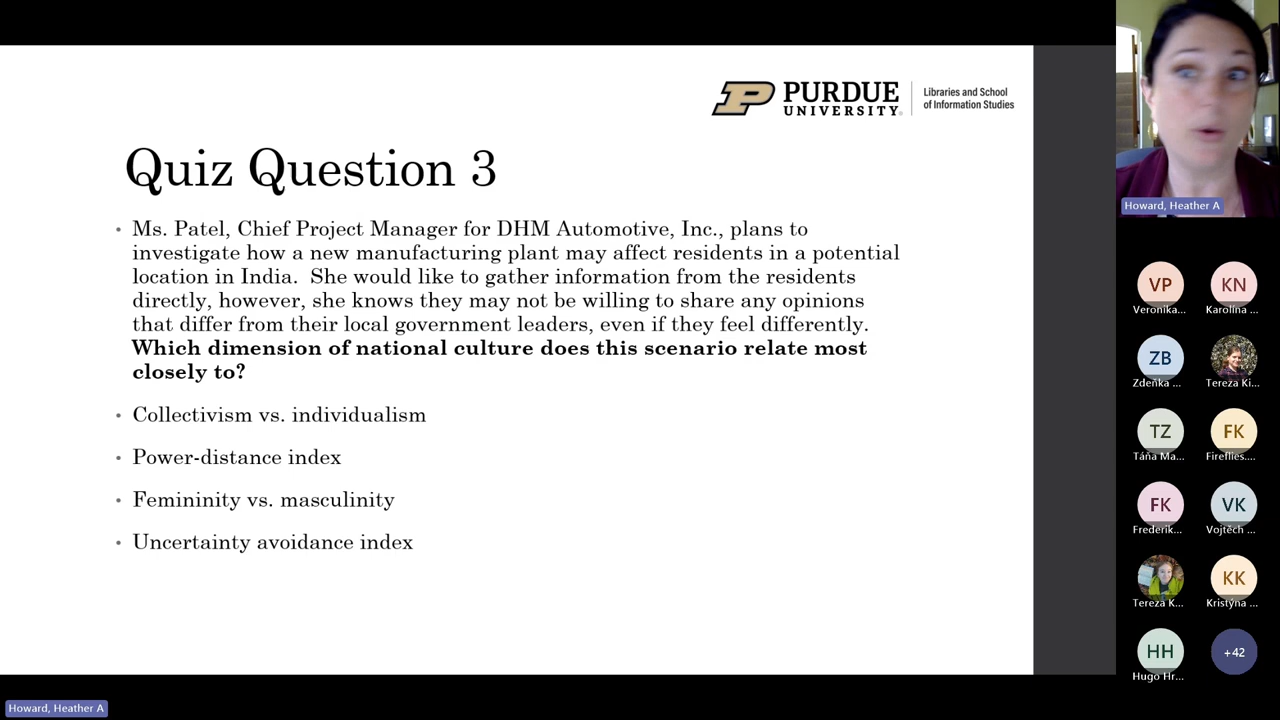 PURDUE
UNIVERSITY®
Libraries and School
of Information Studies
Quiz Question 3
• Ms. Patel, Chief Project Manager for DHM Automotive, Inc., plans to
investigate how a new manufacturing plant may affect residents in a potential
location in India.  She would like to gather information from the residents
directly, however, she knows they may not be willing to share any opinions
that differ from their local government leaders, even if they feel differently.
Which dimension of national culture does this scenario relate most
closely to?
• Collectivism vs. individualism
• Power-distance index
• Femininity vs. masculinity
• Uncertainty avoidance index
Howard, Heather A
VP
Veronika...
KN
Karolína ...
ZB
Zdeňka ...
Tereza Ki...
TZ
Táňa Ma...
FK
Fireflies....
FK
Frederik...
VK
Vojtěch ...
Tereza K...
KK
Kristýna ...
HH
Hugo Hr...
+42
Howard, Heather A